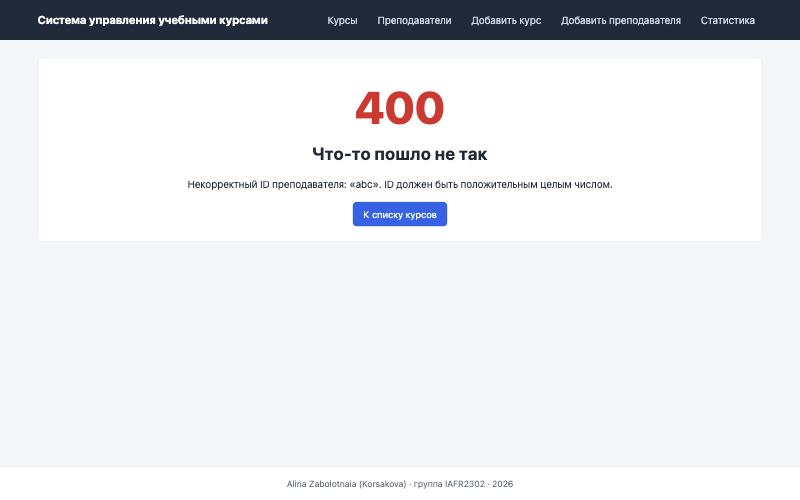 Система управления учебными курсами
Курсы Преподаватели Добавить курс Добавить преподавателя Статистика
400
Что-то пошло не так
Некорректный ID преподавателя: «abc». ID должен быть положительным целым числом.
К списку курсов
Alina Zabolotnaia (Korsakova) · группа IAFR2302 · 2026